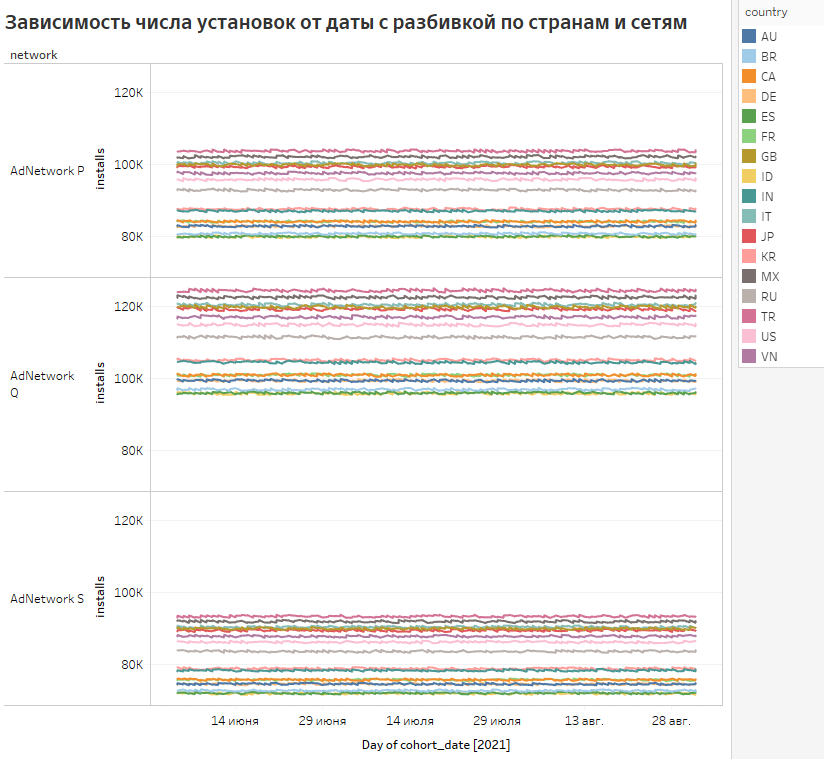 Зависимость числа установок от даты с разбивкой по странам и сетям
network
AdNetwork P
installs
120K
100K
80K
AdNetwork
Q
installs
120K
100K
80K
AdNetwork S
installs
120K
100K
80K
14 июня
29 июня
14 июля
29 июля
13 авг.
28 авг.
Day of cohort_date [2021]
country
AU
BR
CA
DE
ES
FR
GB
ID
IN
IT
JP
KR
MX
RU
TR
US
VN